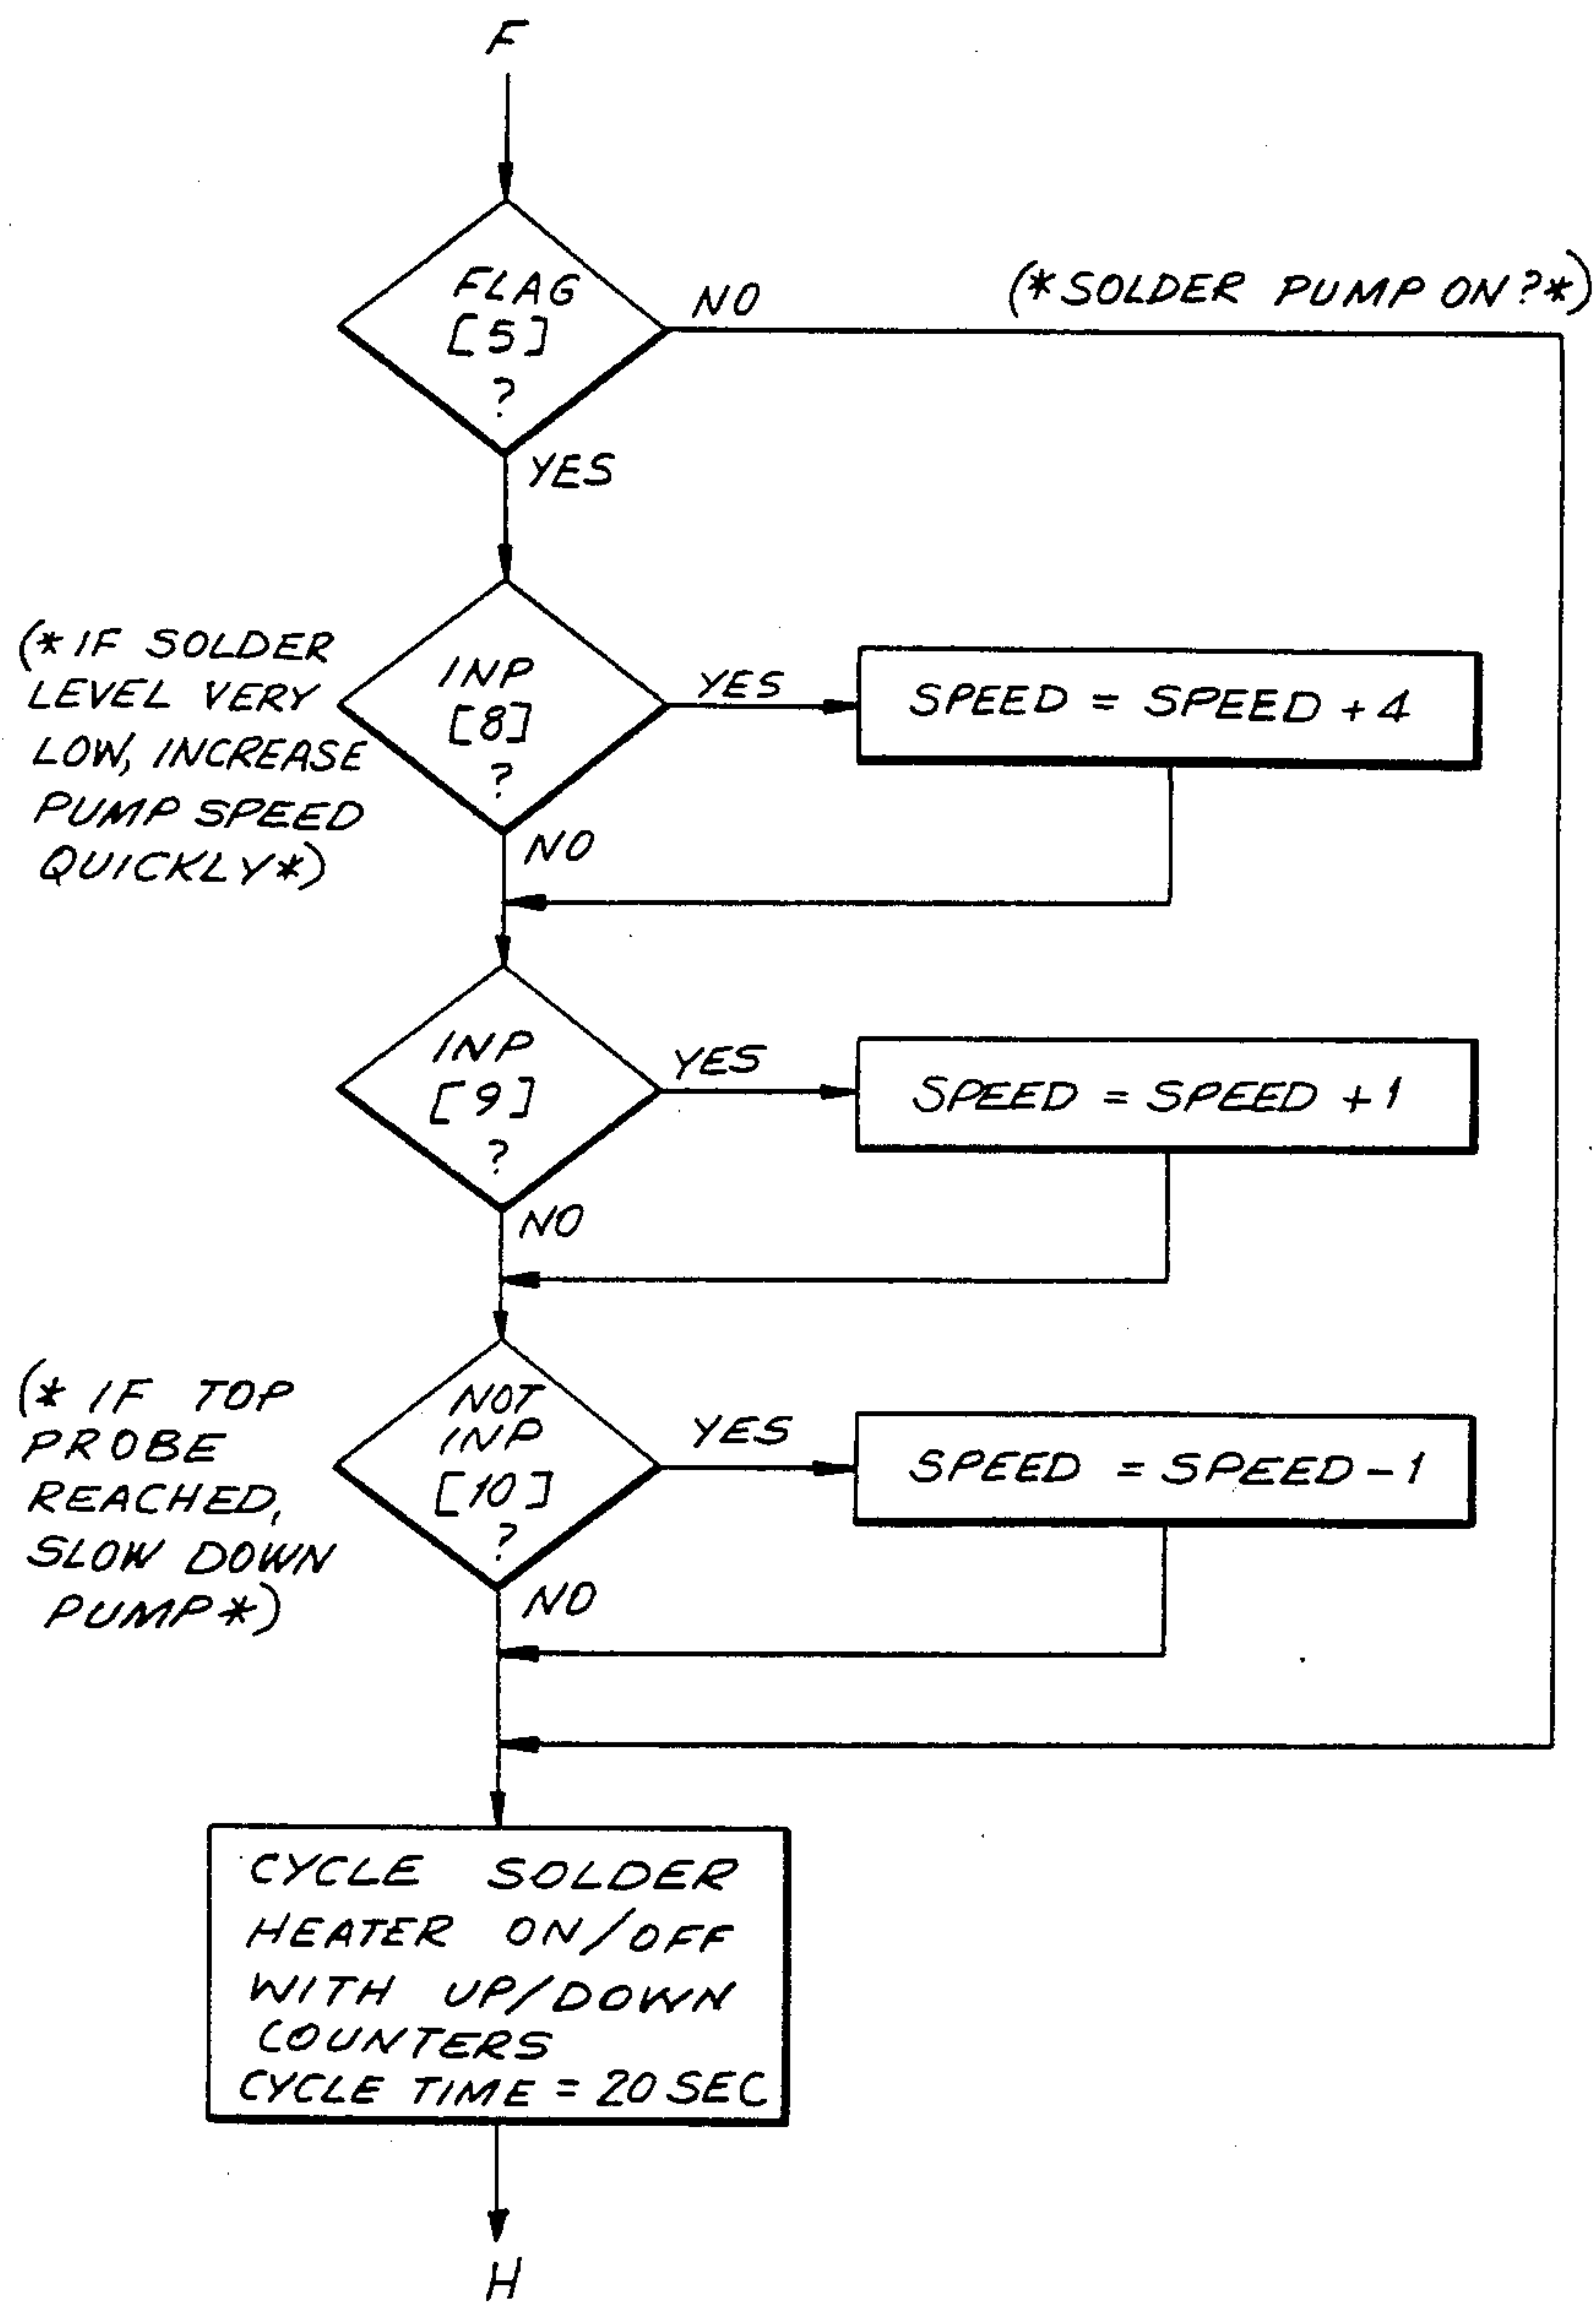 F
FLAG
[5]
?
NO
(*SOLDER PUMP ON?*)
YES
(*IF SOLDER
LEVEL VERY
LOW, INCREASE
PUMP SPEED
QUICKLY*)
INP
[8]
?
YES
SPEED = SPEED +4
NO
INP
[9]
?
YES
SPEED = SPEED +1
NO
(* IF TOP
PROBE
REACHED,
SLOW DOWN
PUMP*)
NOT
INP
[10]
?
YES
SPEED = SPEED-1
NO
CYCLE SOLDER
HEATER ON/OFF
WITH UP/DOWN
COUNTERS
CYCLE TIME = 20 SEC
H